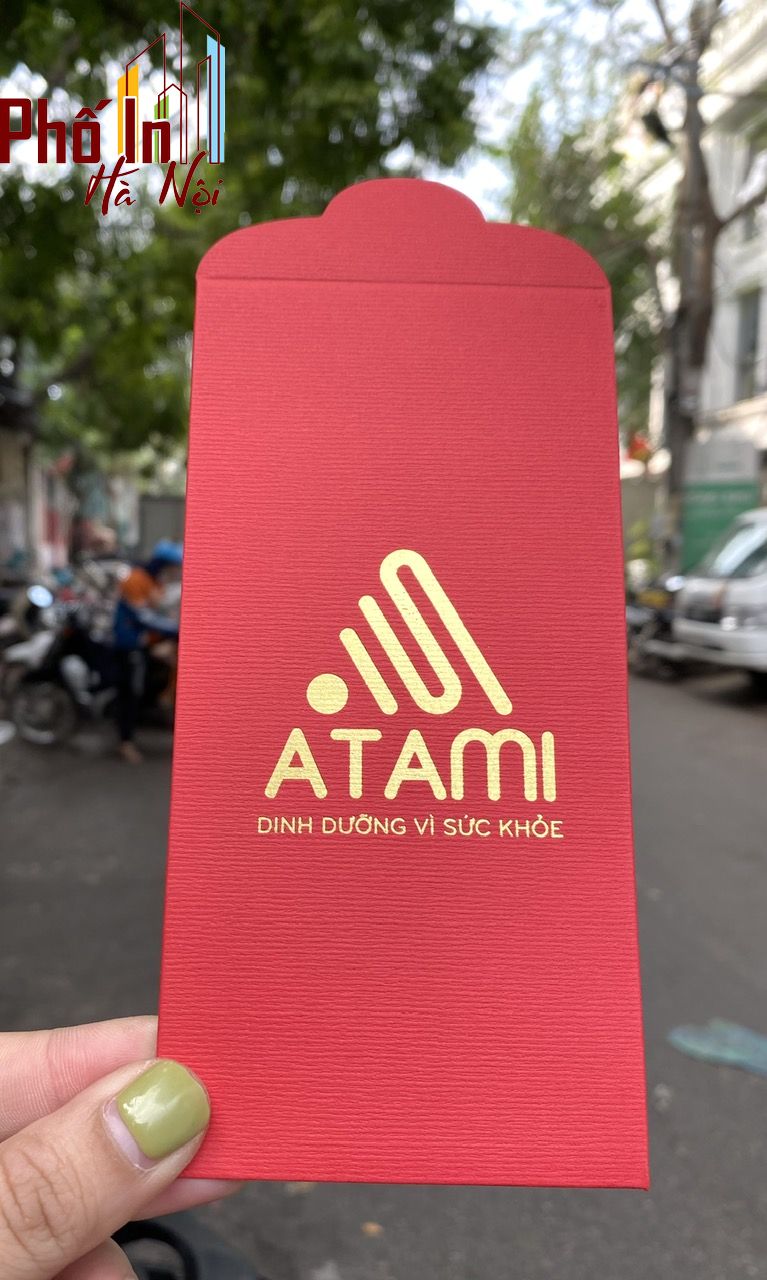 Phố In
Hà Nội
ATAMI
DINH DƯỠNG VÌ SỨC KHỎE